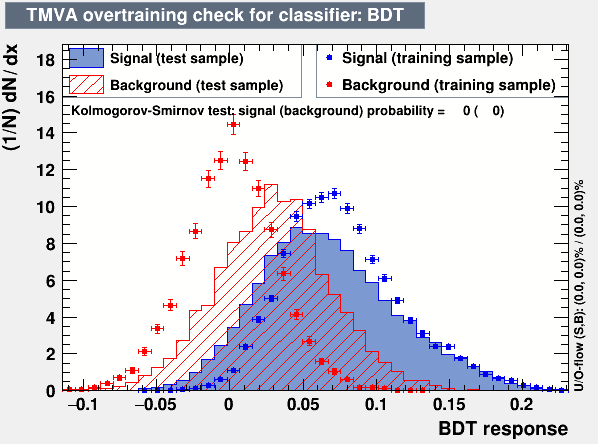 TMVA overtraining check for classifier: BDT
(1/N) dN/dx
18
16
14
12
10
8
6
4
2
0
Signal (test sample)
Background (test sample)
Signal (training sample)
Background (training sample)
Kolmogorov-Smirnov test: signal (background) probability = 0 ( 0)
U/O-flow (S,B): (0.0, 0.0)% / (0.0, 0.0)%
−0.1 −0.05 0 0.05 0.1 0.15 0.2
BDT response